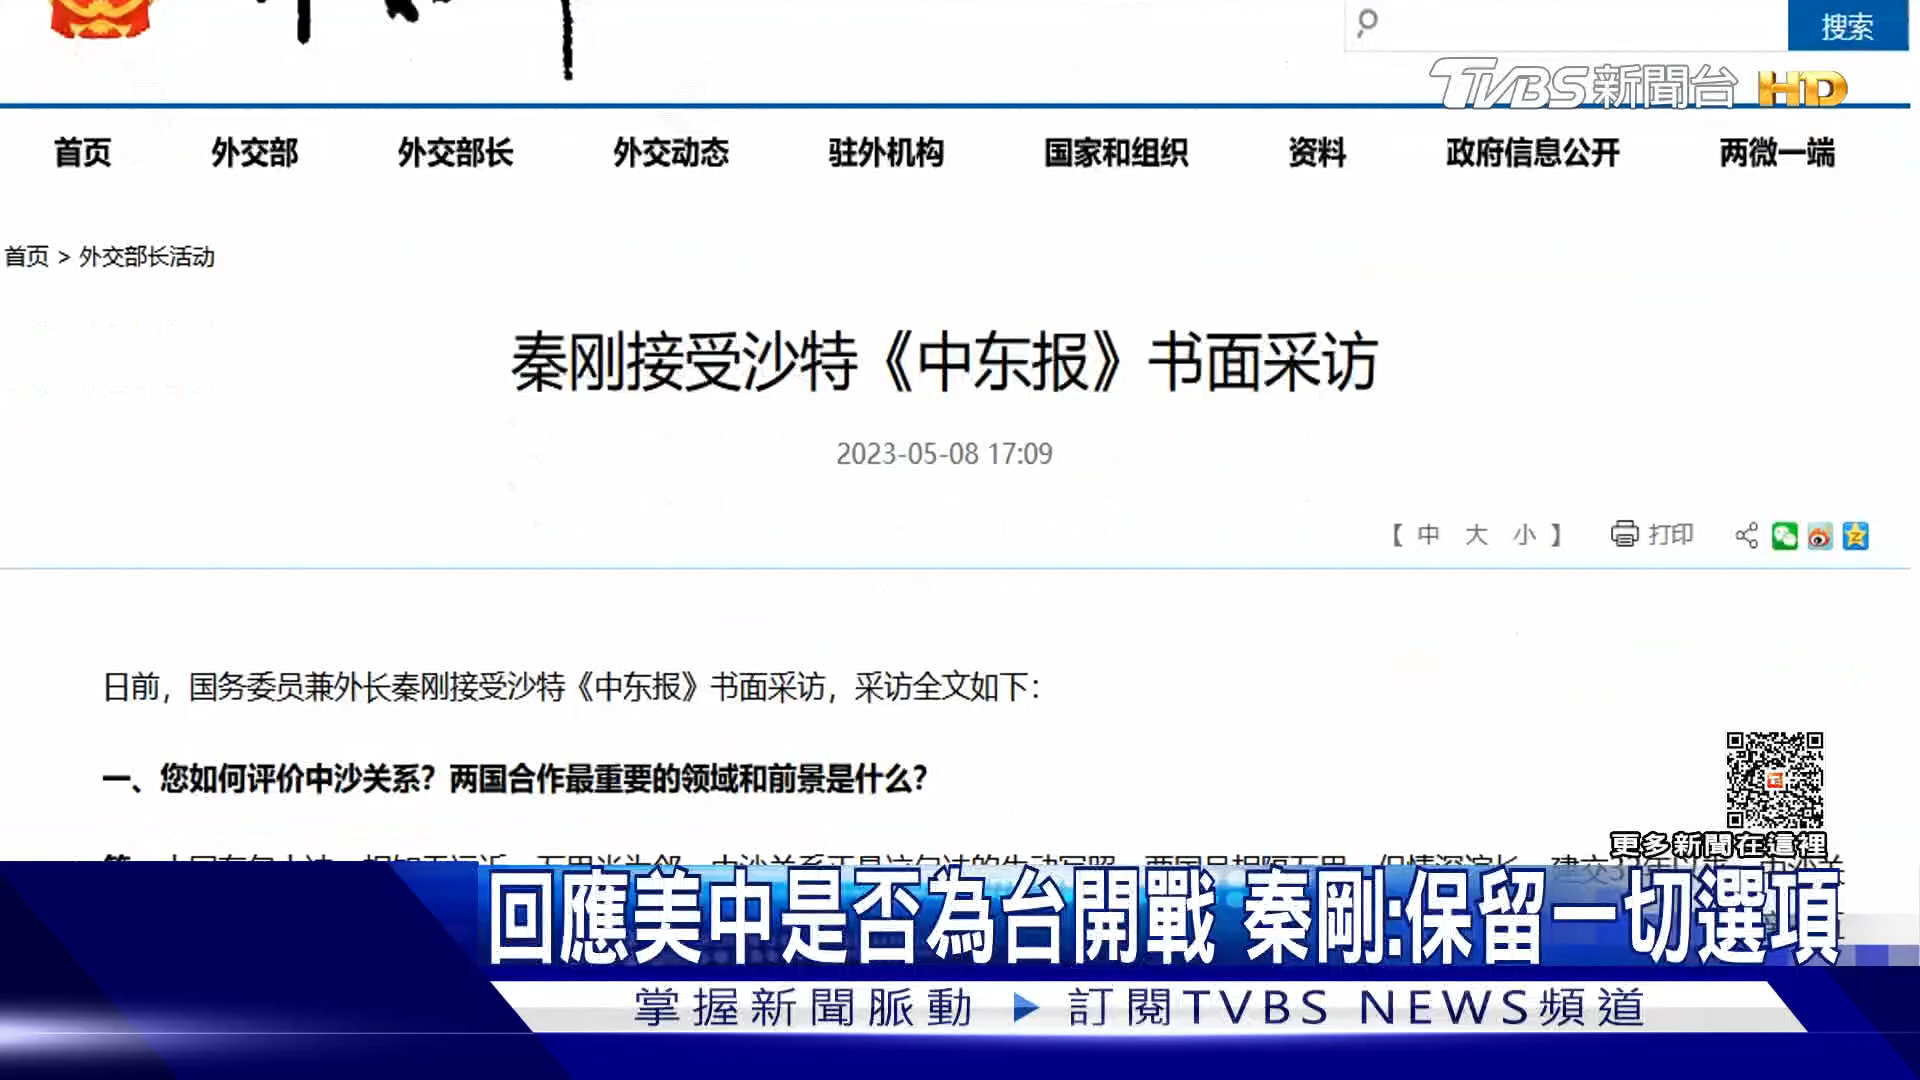 搜索
TVBS新聞台 HD
首页 外交部 外交部长 外交动态 驻外机构 国家和组织 资料 政府信息公开 两微一端
首页 > 外交部长活动
秦刚接受沙特《中东报》书面采访
2023-05-08 17:09
【 中 大 小 】 打印
日前，国务委员兼外长秦刚接受沙特《中东报》书面采访，采访全文如下：
一、您如何评价中沙关系？两国合作最重要的领域和前景是什么？
更多新聞在這裡
回應美中是否為台開戰 秦剛:保留一切選項
掌握新聞脈動 ▶ 訂閱TVBS NEWS頻道